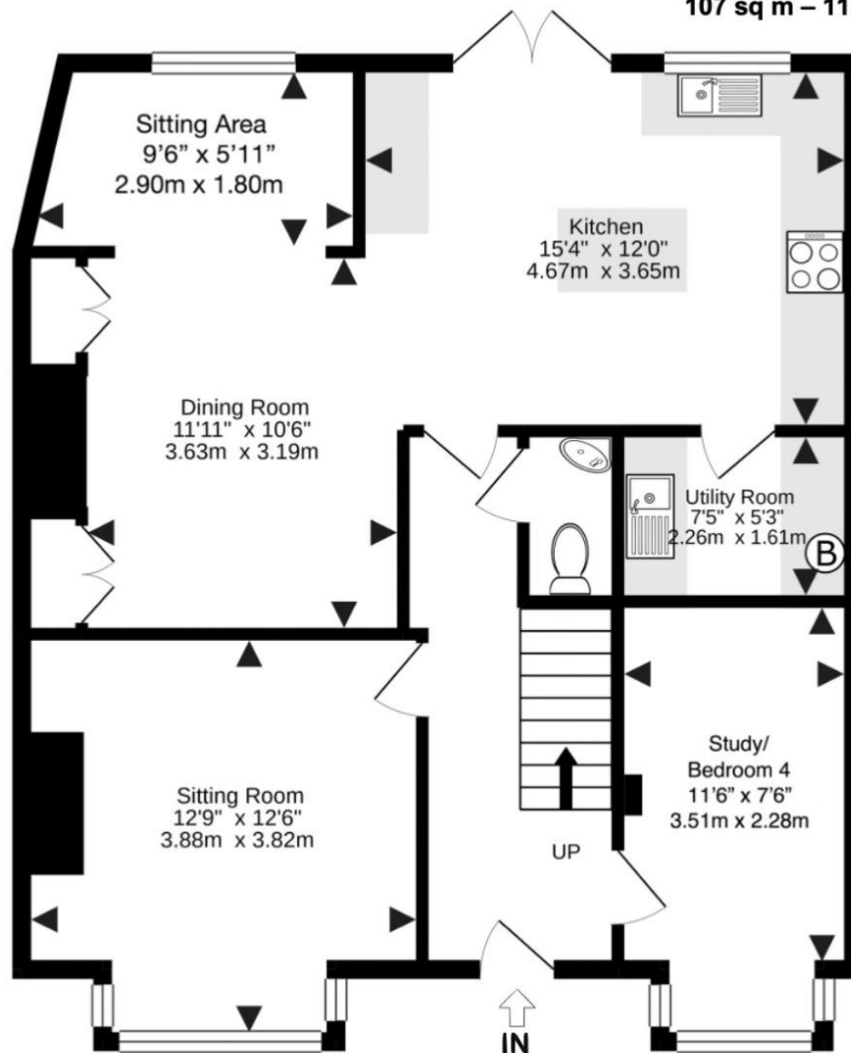 107 sq m – 11
Sitting Area
9'6” x 5'11”
2.90m x 1.80m
Kitchen
15'4" x 12'0"
4.67m x 3.65m
Dining Room
11'11" x 10'6"
3.63m x 3.19m
Utility Room
7'5" x 5'3"
2.26m x 1.61m
B
Sitting Room
12'9" x 12'6"
3.88m x 3.82m
Study/
Bedroom 4
11'6” x 7'6”
3.51m x 2.28m
UP
IN